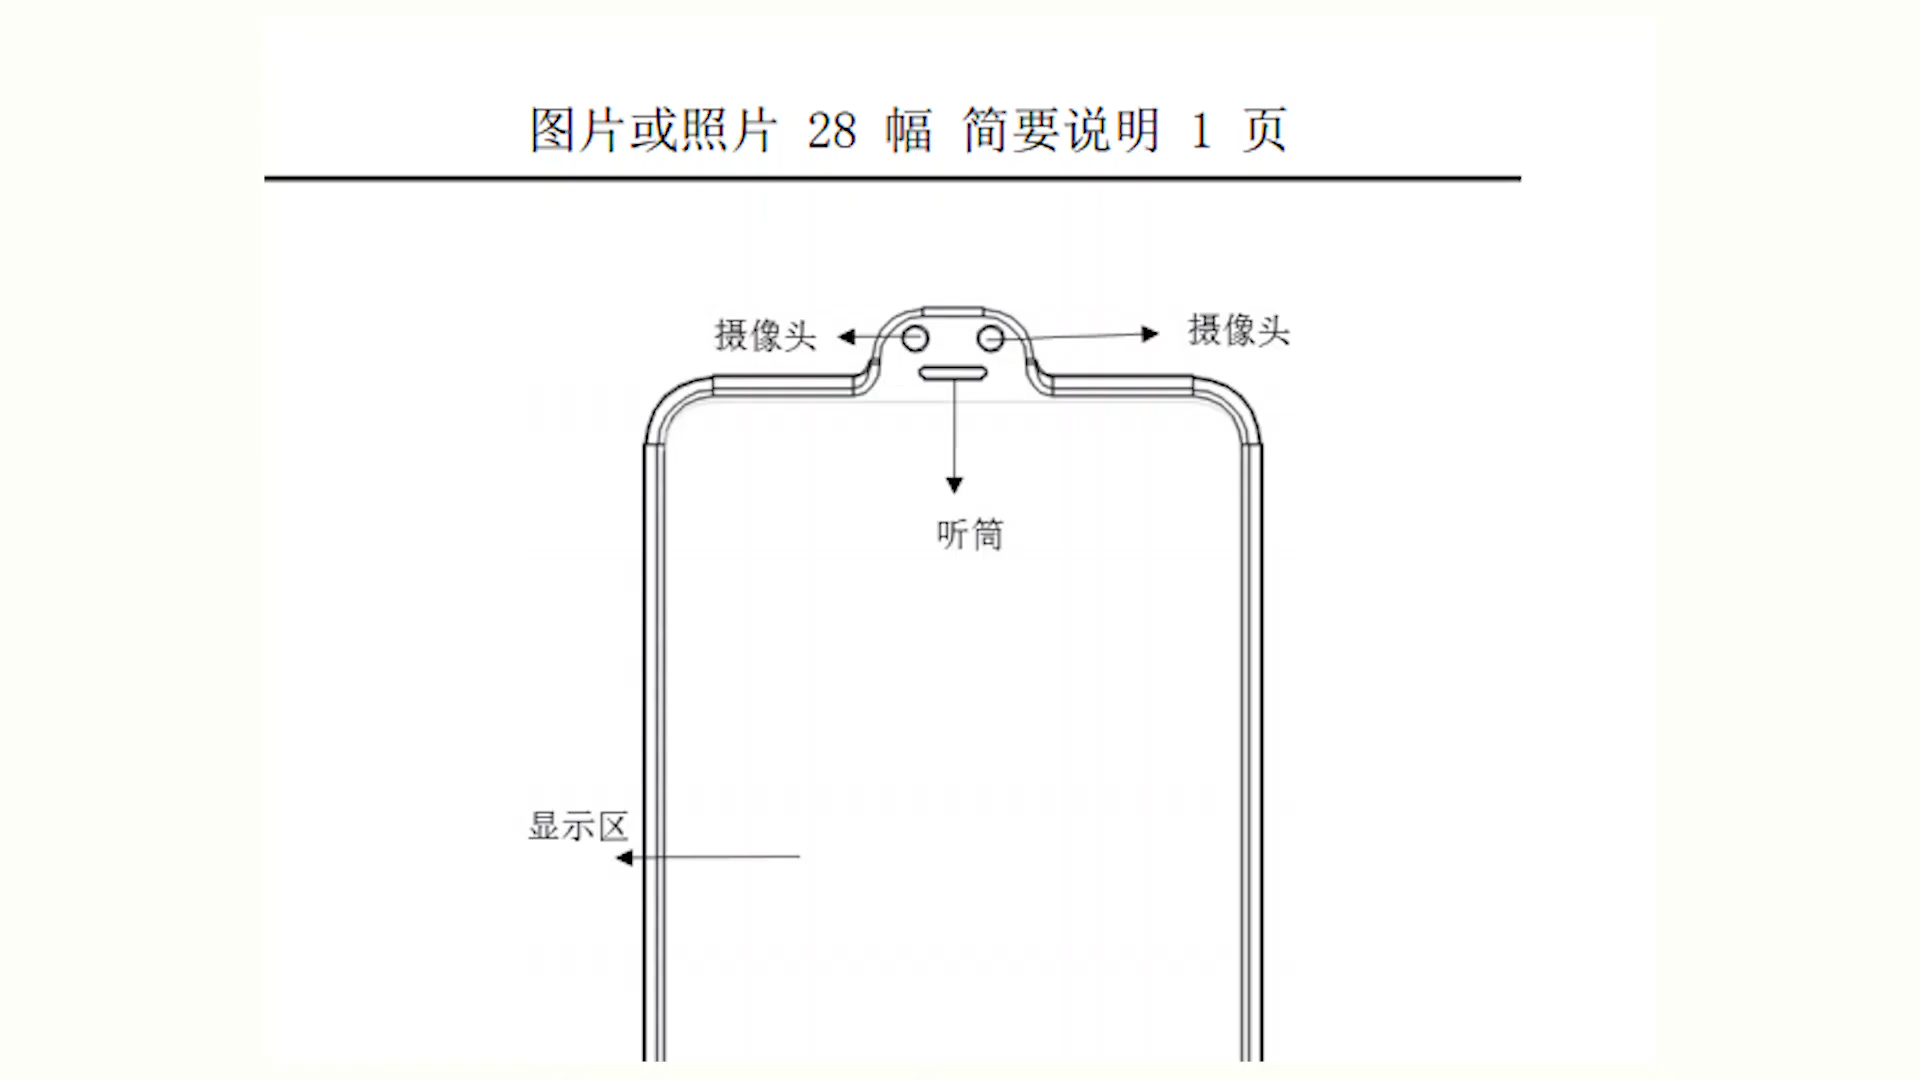 图片或照片 28 幅 简要说明 1 页
摄像头
摄像头
听筒
显示区